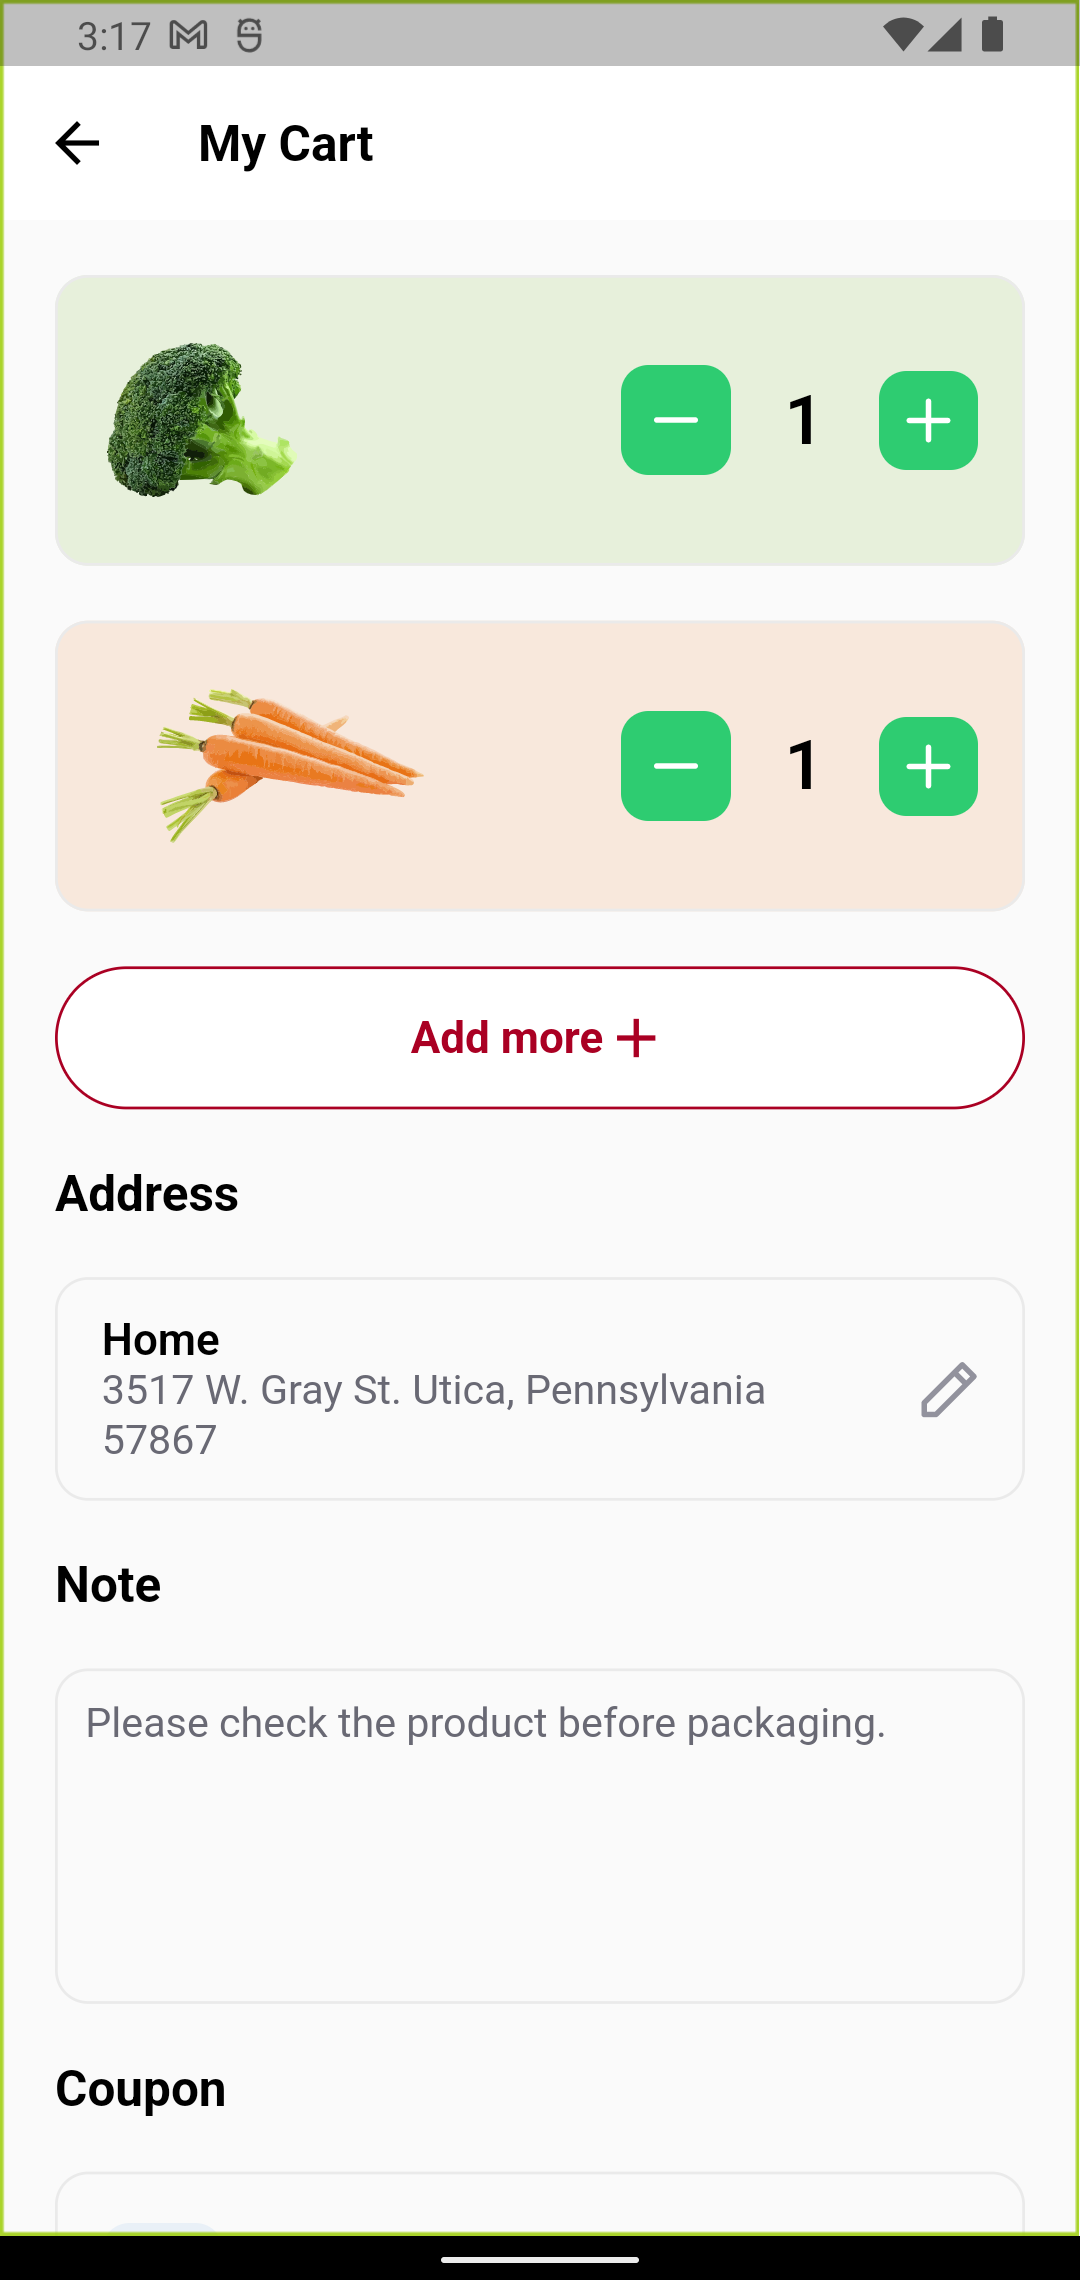 3:17
My Cart
1
1
Add more
Address
Home
3517 W. Gray St. Utica, Pennsylvania
57867
Note
Please check the product before packaging.
Coupon